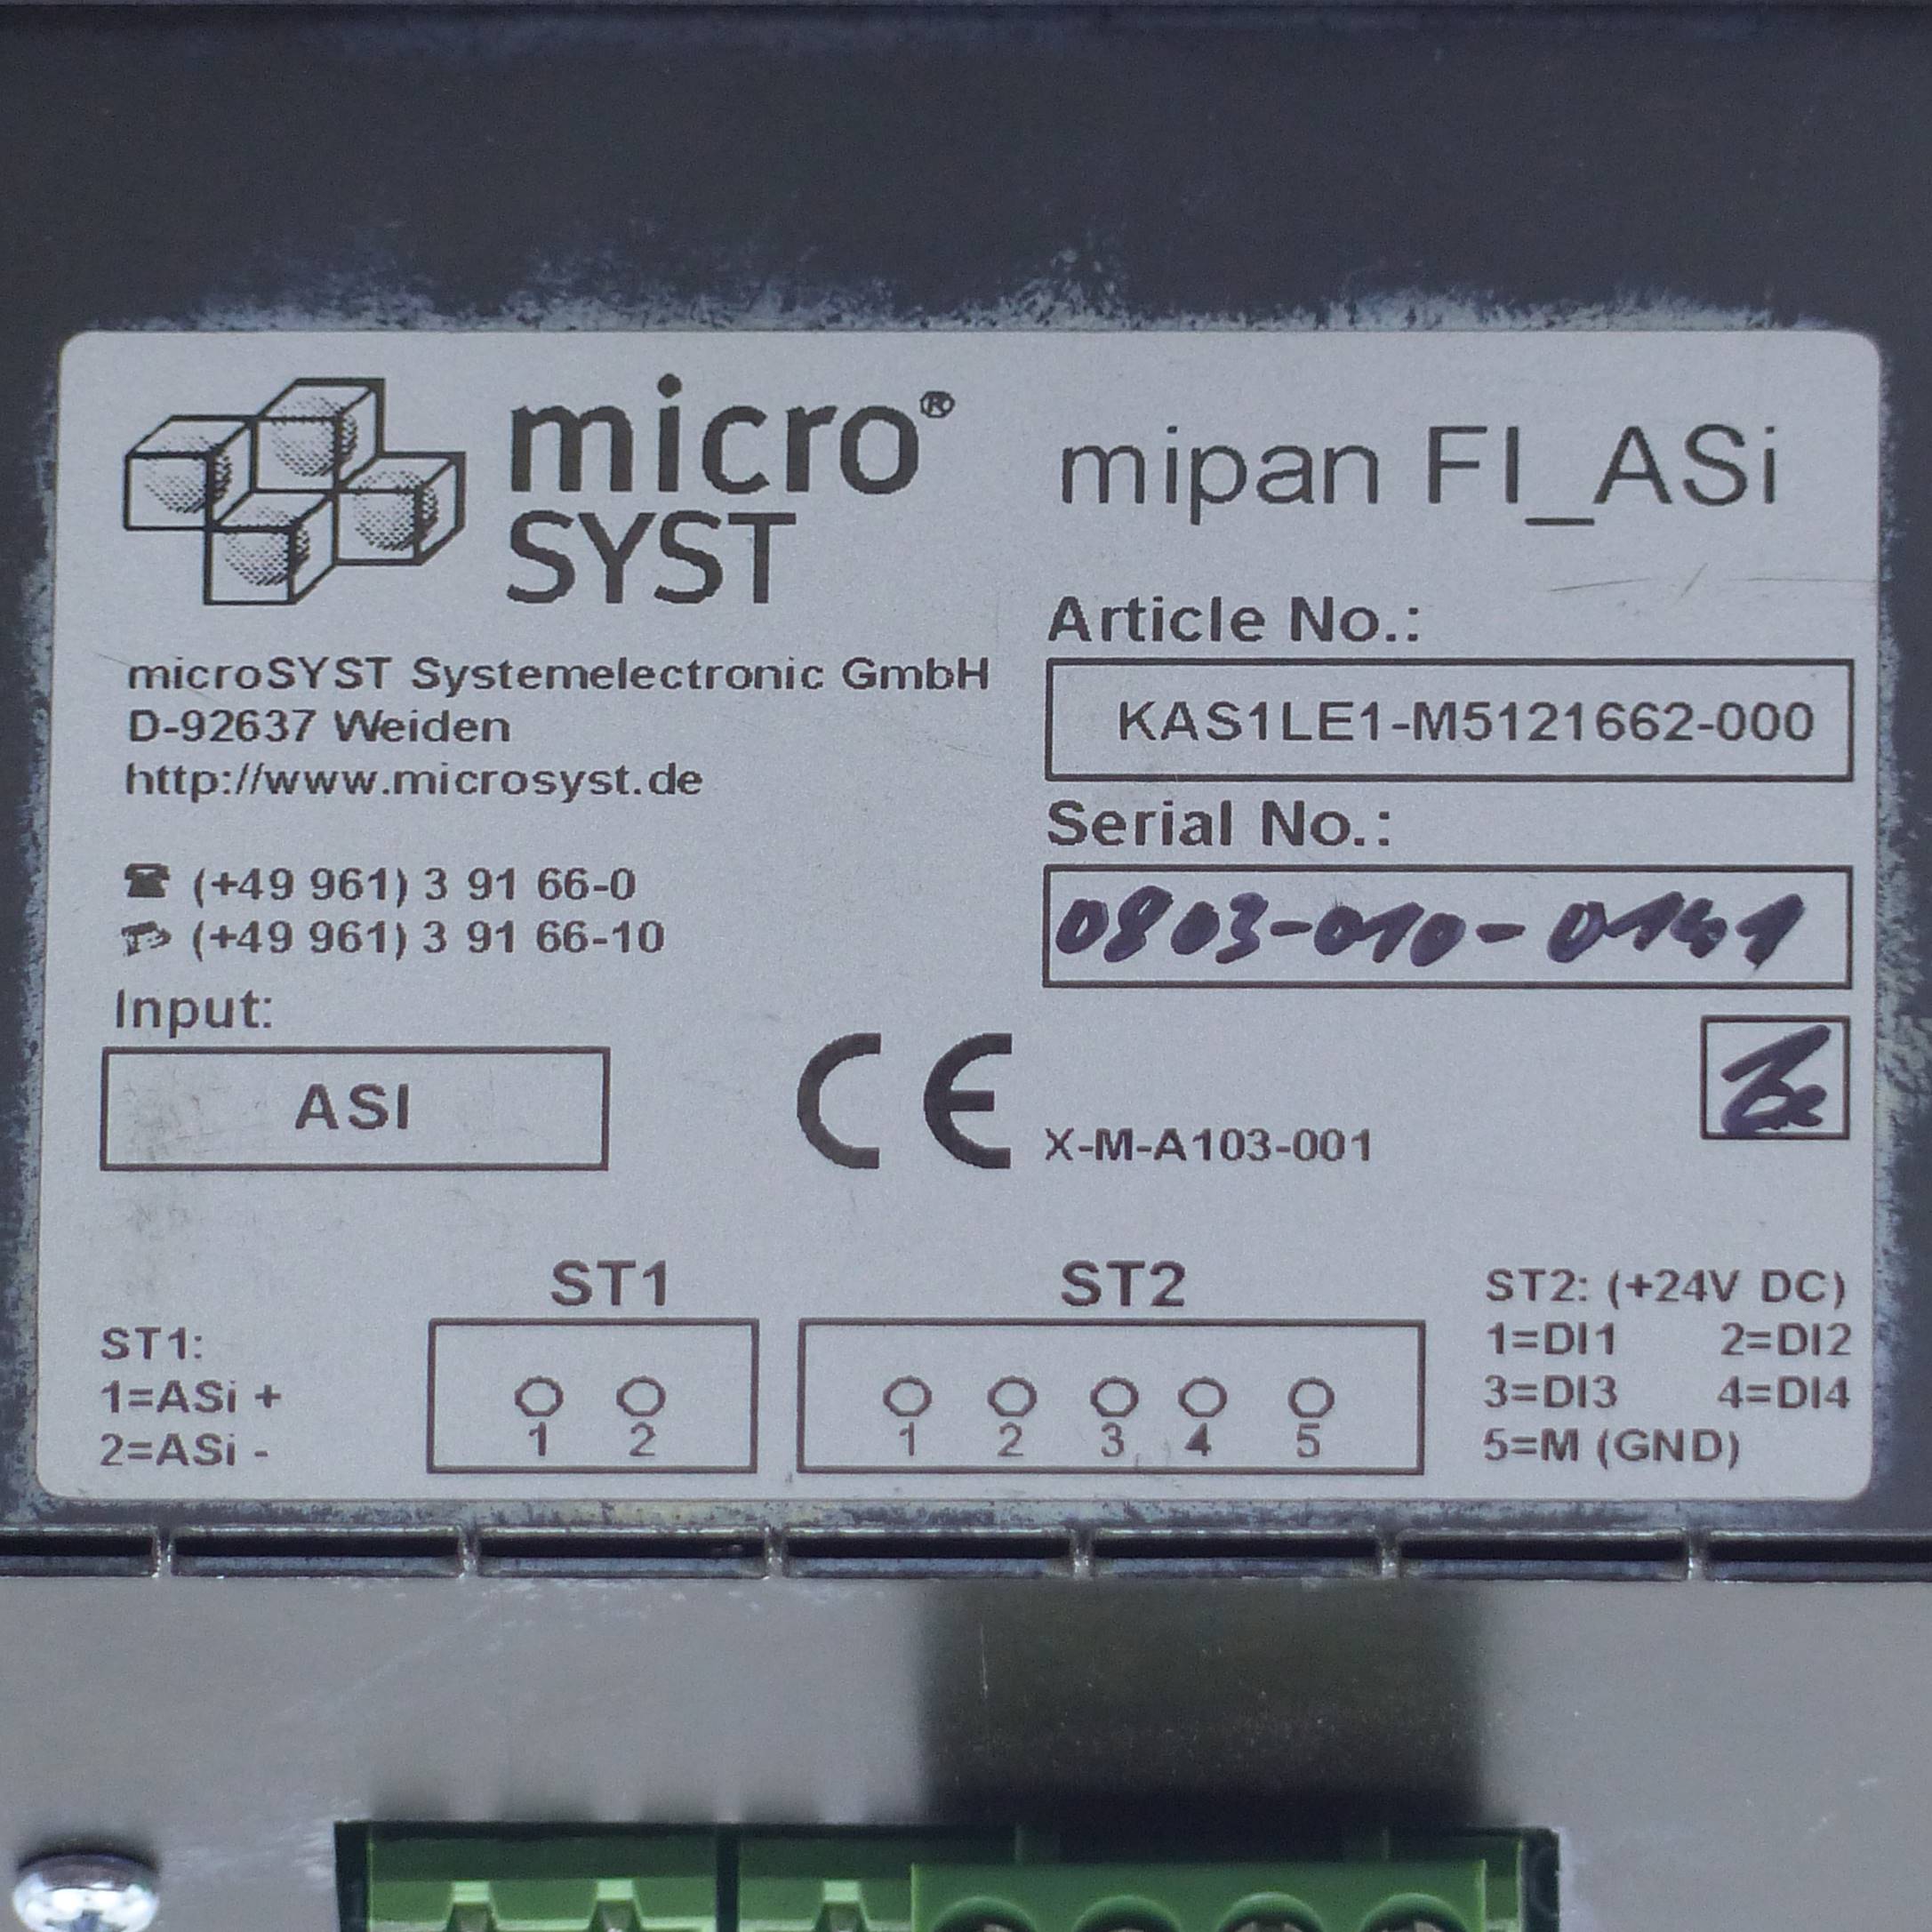 micro®
SYST
mipan FI_ASi
microSYST Systemelectronic GmbH
D-92637 Weiden
http://www.microsyst.de
(+49 961) 3 91 66-0
(+49 961) 3 91 66-10
Article No.:
KAS1LE1-M5121662-000
Serial No.:
0803-010-0141
Input:
ASI
CE X-M-A103-001
ST1:
1=ASi +
2=ASi -
ST1
1 2
ST2
1 2 3 4 5
ST2: (+24V DC)
1=DI1 2=DI2
3=DI3 4=DI4
5=M (GND)